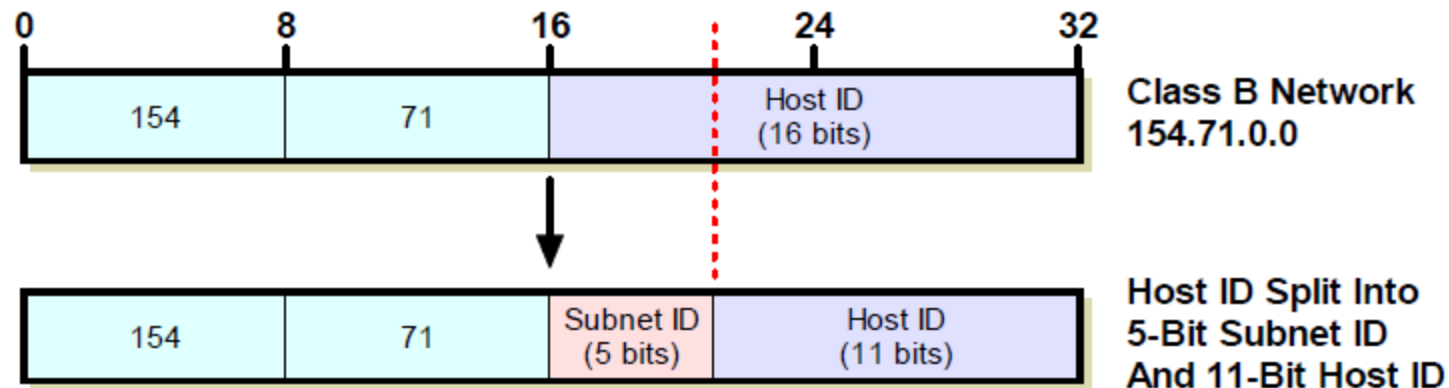 0 8 16 24 32
154 71 Host ID
(16 bits)
Class B Network
154.71.0.0
154 71 Subnet ID
(5 bits)
Host ID
(11 bits)
Host ID Split Into
5-Bit Subnet ID
And 11-Bit Host ID